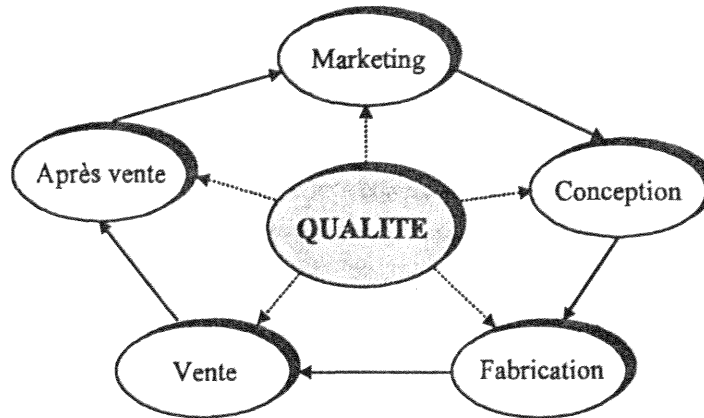 Marketing
Après vente
Conception
QUALITE
Vente
Fabrication